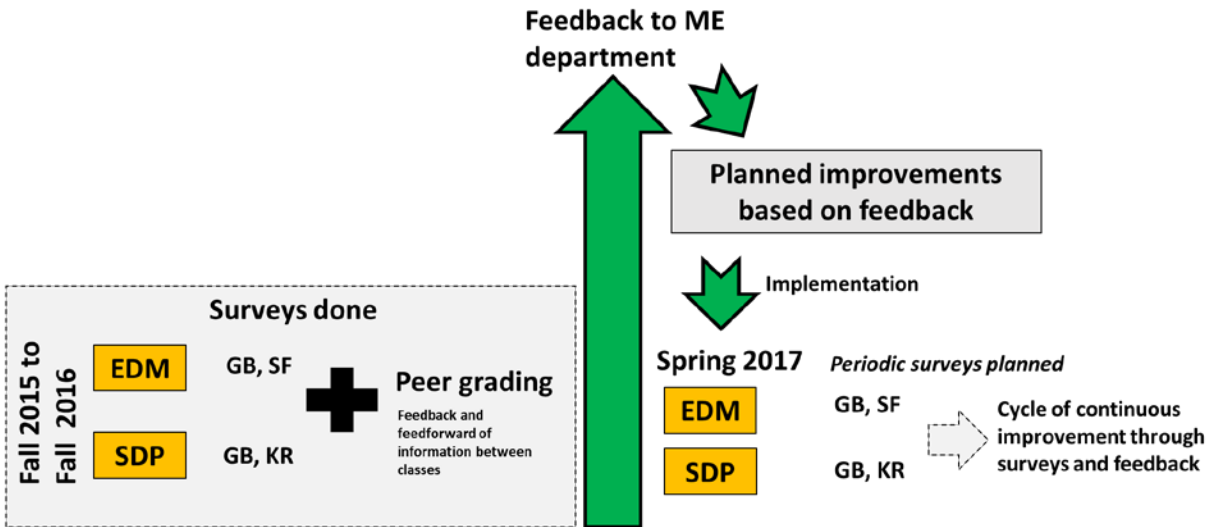 Feedback to ME
department
Planned improvements
based on feedback
Implementation
Surveys done
Fall 2015 to
Fall 2016
EDM
GB, SF
SDP
GB, KR
Peer grading
Feedback and
feedforward of
information between
classes
Spring 2017
Periodic surveys planned
EDM
GB, SF
SDP
GB, KR
Cycle of continuous
improvement through
surveys and feedback